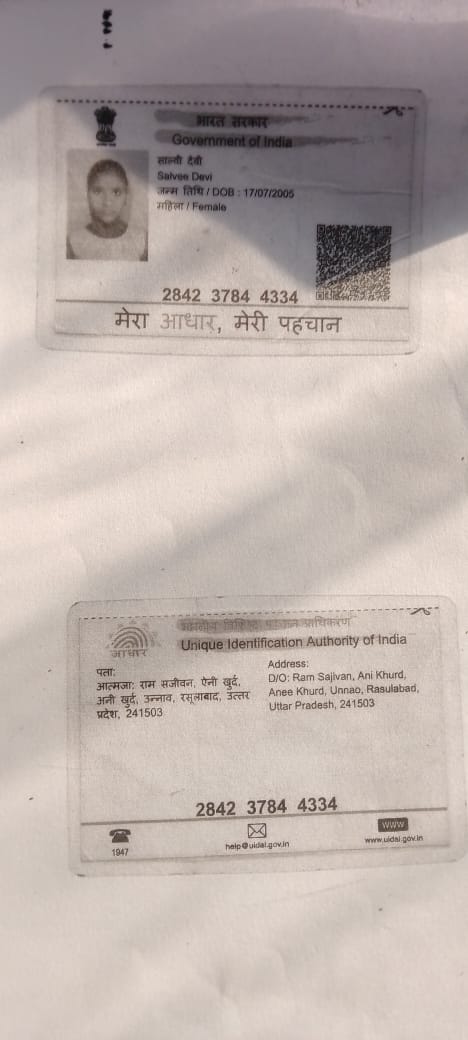 भारत सरकार
Government of India
साल्वी देवी
Salvee Devi
जन्म तिथि / DOB : 17/07/2005
महिला / Female
2842 3784 4334
मेरा आधार, मेरी पहचान
Unique Identification Authority of India
आधार
पता:
आत्मजा: राम सजीवन, ऐनी खुर्द,
अनी खुर्द, उन्नाव, रसूलाबाद, उत्तर
प्रदेश, 241503
Address:
D/O: Ram Sajivan, Ani Khurd,
Anee Khurd, Unnao, Rasulabad,
Uttar Pradesh, 241503
2842 3784 4334
1947
help@uidai.gov.in
www
www.uidai.gov.in